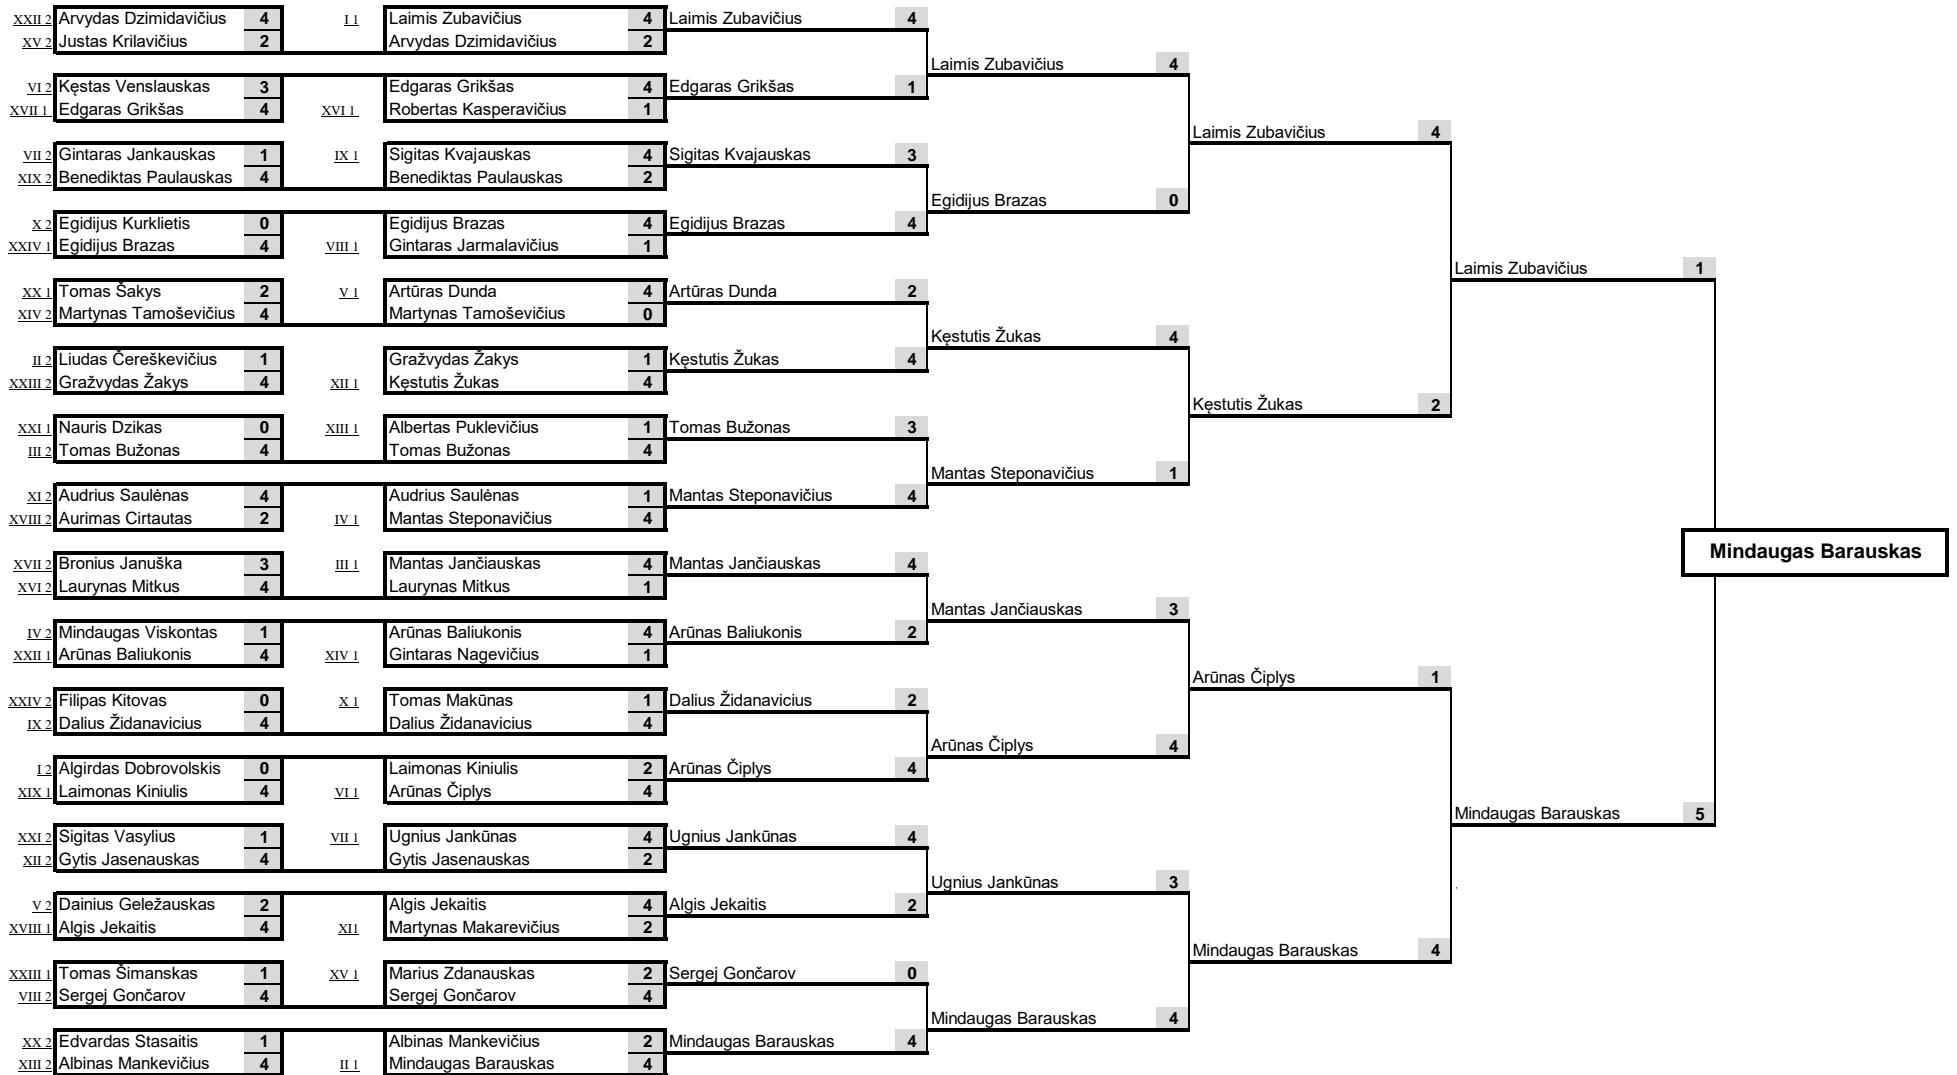 XXII 2 Arvydas Dzimidavičius 4 I 1 Laimis Zubavičius 4 Laimis Zubavičius 4
XV 2 Justas Krilavičius 2 Arvydas Dzimidavičius 2
Laimis Zubavičius 4
VI 2 Kęstas Venslauskas 3 Edgaras Grikšas 4 Edgaras Grikšas 1
XVII 1 Edgaras Grikšas 4 XVI 1 Robertas Kasperavičius 1
Laimis Zubavičius 4
VII 2 Gintaras Jankauskas 1 IX 1 Sigitas Kvajauskas 4 Sigitas Kvajauskas 3
XIX 2 Benediktas Paulauskas 4 Benediktas Paulauskas 2
Egidijus Brazas 0
X 2 Egidijus Kurklietis 0 Egidijus Brazas 4 Egidijus Brazas 4
XXIV 1 Egidijus Brazas 4 VIII 1 Gintaras Jarmalavičius 1
Laimis Zubavičius 1
XX 1 Tomas Šakys 2 V 1 Artūras Dunda 4 Artūras Dunda 2
XIV 2 Martynas Tamoševičius 4 Martynas Tamoševičius 0
Kęstutis Žukas 4
II 2 Liudas Čereškevičius 1 Gražvydas Žakys 1 Kęstutis Žukas 4
XXIII 2 Gražvydas Žakys 4 XII 1 Kęstutis Žukas 4
Kęstutis Žukas 2
XXI 1 Nauris Dzikas 0 XIII 1 Albertas Puklevičius 1 Tomas Bužonas 3
III 2 Tomas Bužonas 4 Tomas Bužonas 4
Mantas Steponavičius 1
XI 2 Audrius Saulėnas 4 Audrius Saulėnas 1 Mantas Steponavičius 4
XVIII 2 Aurimas Cirtautas 2 IV 1 Mantas Steponavičius 4
Mindaugas Barauskas
XVII 2 Bronius Januška 3 III 1 Mantas Jančiauskas 4 Mantas Jančiauskas 4
XVI 2 Laurynas Mitkus 4 Laurynas Mitkus 1
Mantas Jančiauskas 3
IV 2 Mindaugas Viskontas 1 Arūnas Baliukonis 4 Arūnas Baliukonis 2
XXII 1 Arūnas Baliukonis 4 XIV 1 Gintaras Nagevičius 1
Arūnas Čiplys 1
XXIV 2 Filipas Kitovas 0 X 1 Tomas Makūnas 1 Dalius Židanavicius 2
IX 2 Dalius Židanavicius 4 Dalius Židanavicius 4
Arūnas Čiplys 4
I 2 Algirdas Dobrovolskis 0 Laimonas Kiniulis 2 Arūnas Čiplys 4
XIX 1 Laimonas Kiniulis 4 VI 1 Arūnas Čiplys 4
Mindaugas Barauskas 5
XXI 2 Sigitas Vasylius 1 VII 1 Ugnius Jankūnas 4 Ugnius Jankūnas 4
XII 2 Gytis Jasenauskas 4 Gytis Jasenauskas 2
Ugnius Jankūnas 3
V 2 Dainius Geležauskas 2 Algis Jekaitis 4 Algis Jekaitis 2
XVIII 1 Algis Jekaitis 4 XI1 Martynas Makarevičius 2
Mindaugas Barauskas 4
XXIII 1 Tomas Šimanskas 1 XV 1 Marius Zdanauskas 2 Sergej Gončarov 0
VIII 2 Sergej Gončarov 4 Sergej Gončarov 4
Mindaugas Barauskas 4
XX 2 Edvardas Stasaitis 1 Albinas Mankevičius 2 Mindaugas Barauskas 4
XIII 2 Albinas Mankevičius 4 II 1 Mindaugas Barauskas 4